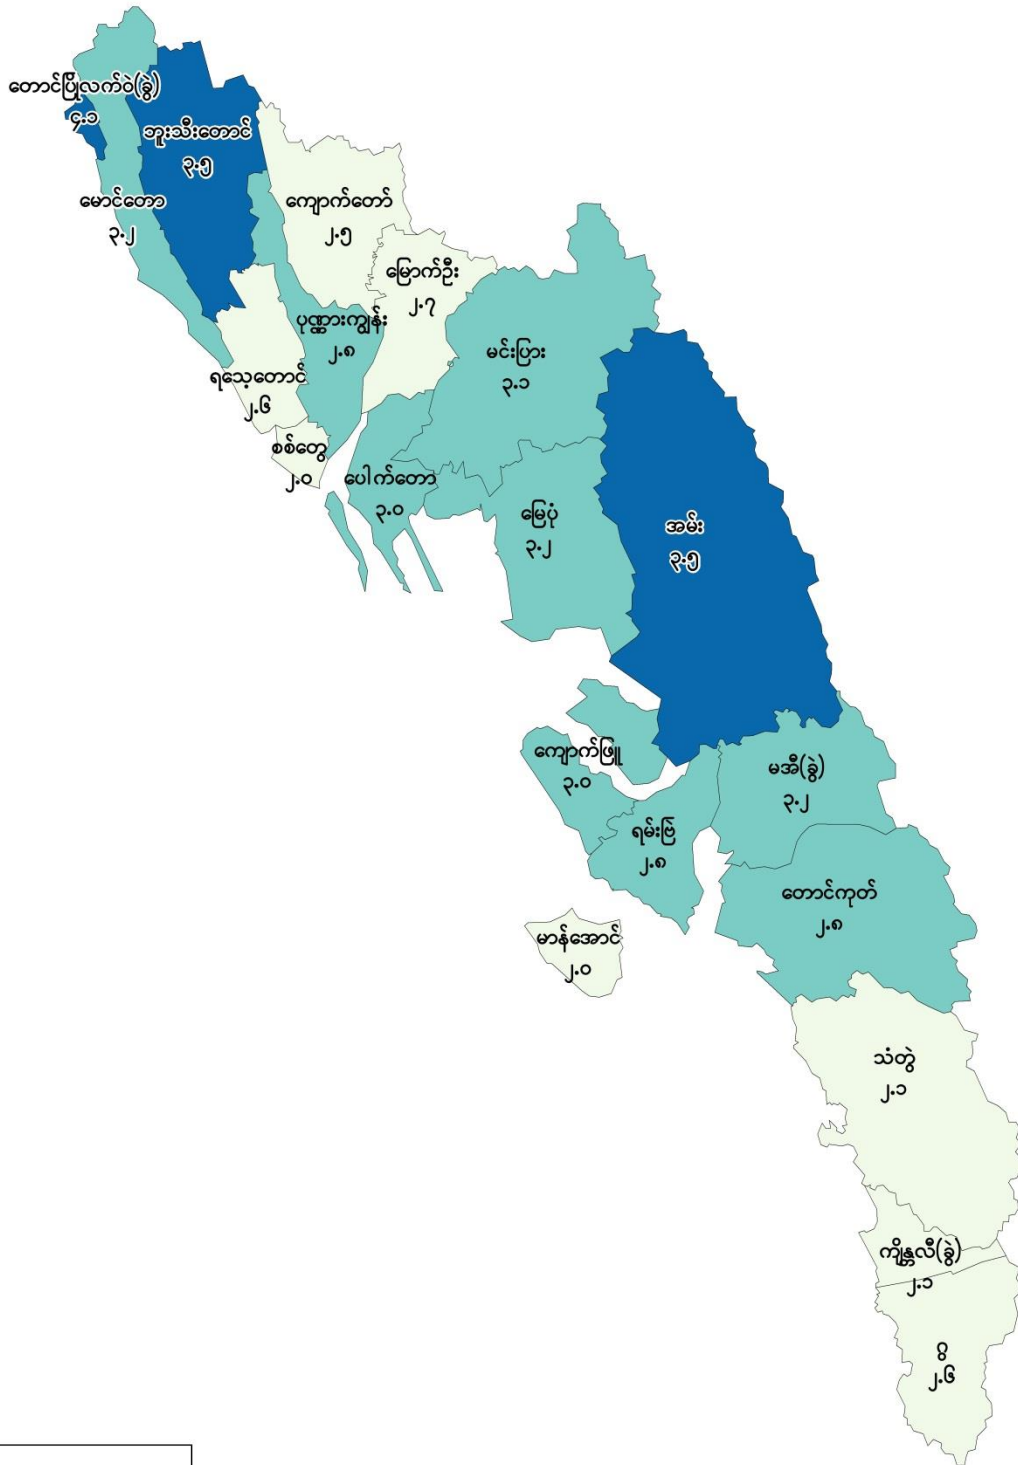 တောင်ပြိုလက်ဝဲ(ခွဲ)
၄.၁
ဘူးသီးတောင်
၃.၅
မောင်တော
၃.၂
ကျောက်တော်
၂.၅
မြောက်ဦး
၂.၇
ပုဏ္ဏားကျွန်း
၂.၈
မင်းပြား
၃.၁
ရသေ့တောင်
၂.၆
စစ်တွေ
၂.၀
ပေါက်တော
၃.၀
မြေပုံ
၃.၂
အမ်း
၃.၅
ကျောက်ဖြူ
၃.၀
မအီ(ခွဲ)
၃.၂
ရမ်းဗြဲ
၂.၈
တောင်ကုတ်
၂.၈
မာန်အောင်
၂.၀
သံတွဲ
၂.၁
ကျိန္တလီ(ခွဲ)
၂.၁
ဂွ
၂.၆